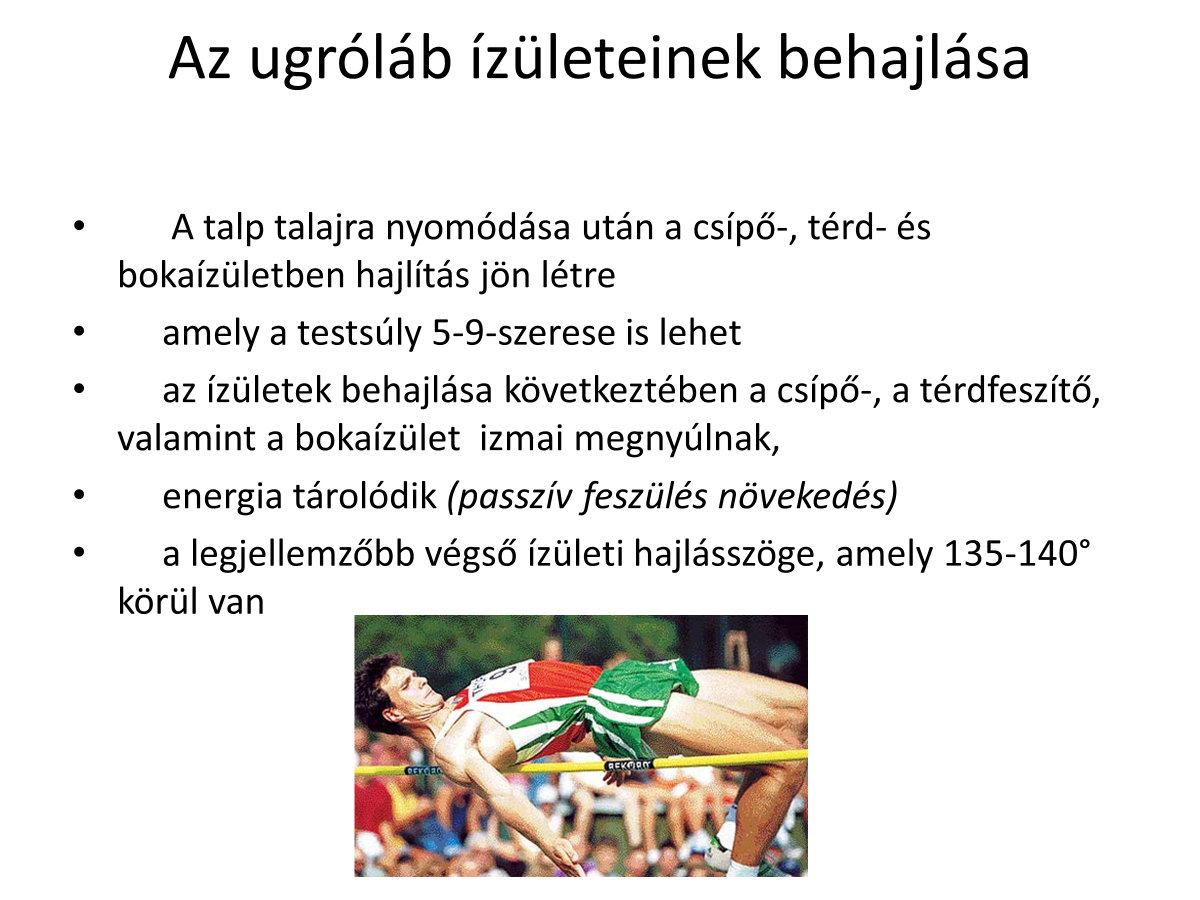 Az ugróláb ízületeinek behajlása
• A talp talajra nyomódása után a csípő-, térd- és
bokaízületben hajlítás jön létre
• amely a testsúly 5-9-szerese is lehet
• az ízületek behajlása következtében a csípő-, a térdfeszítő,
valamint a bokaízület izmai megnyúlnak,
• energia tárolódik (passzív feszülés növekedés)
• a legjellemzőbb végső ízületi hajlásszöge, amely 135-140°
körül van
REKORD
REKORD